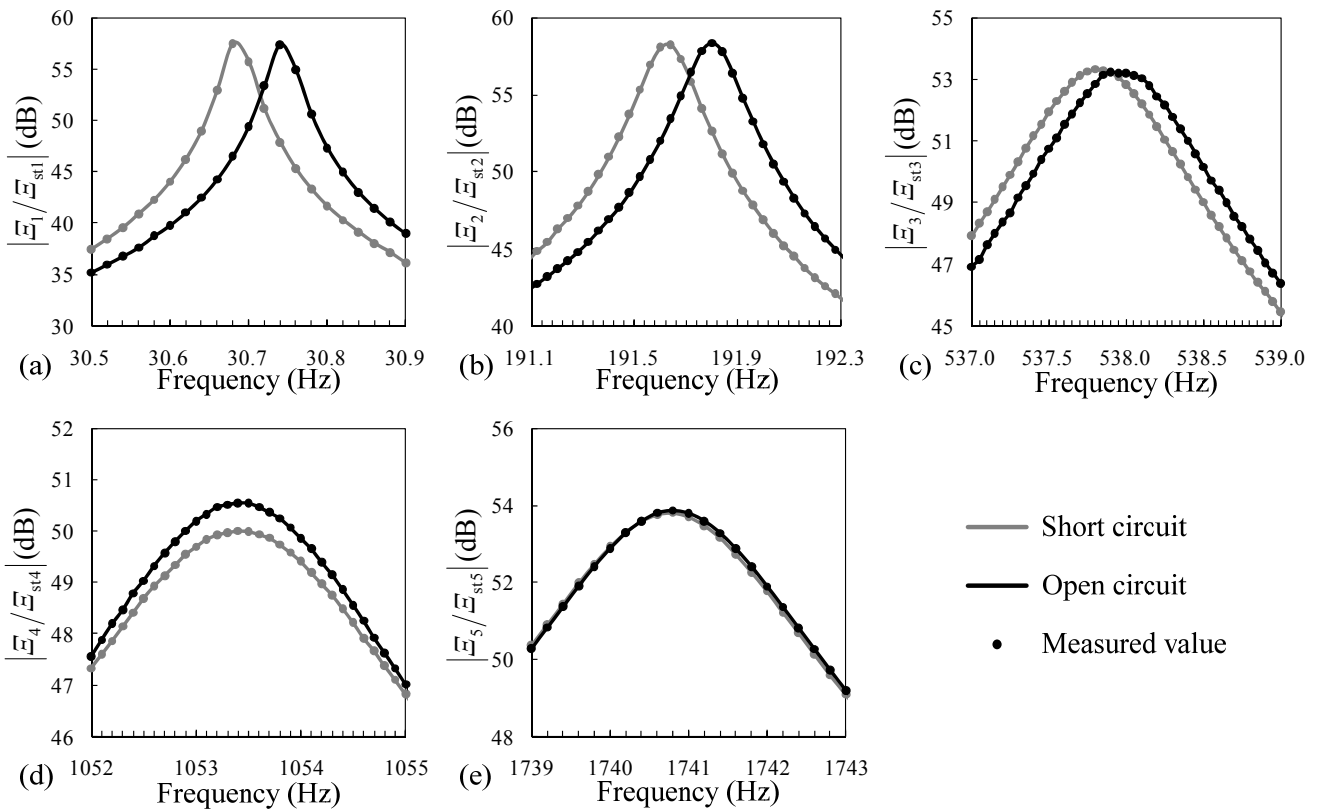 |Ξ1/Ξst1| (dB)
60
55
50
45
40
35
30
30.5 30.6 30.7 30.8 30.9
(a) Frequency (Hz)
|Ξ2/Ξst2| (dB)
60
55
50
45
40
191.1 191.5 191.9 192.3
(b) Frequency (Hz)
|Ξ3/Ξst3| (dB)
55
53
51
49
47
45
537.0 537.5 538.0 538.5 539.0
(c) Frequency (Hz)
|Ξ4/Ξst4| (dB)
52
51
50
49
48
47
46
1052 1053 1054 1055
(d) Frequency (Hz)
|Ξ5/Ξst5| (dB)
56
54
52
50
48
1739 1740 1741 1742 1743
(e) Frequency (Hz)
Short circuit
Open circuit
Measured value